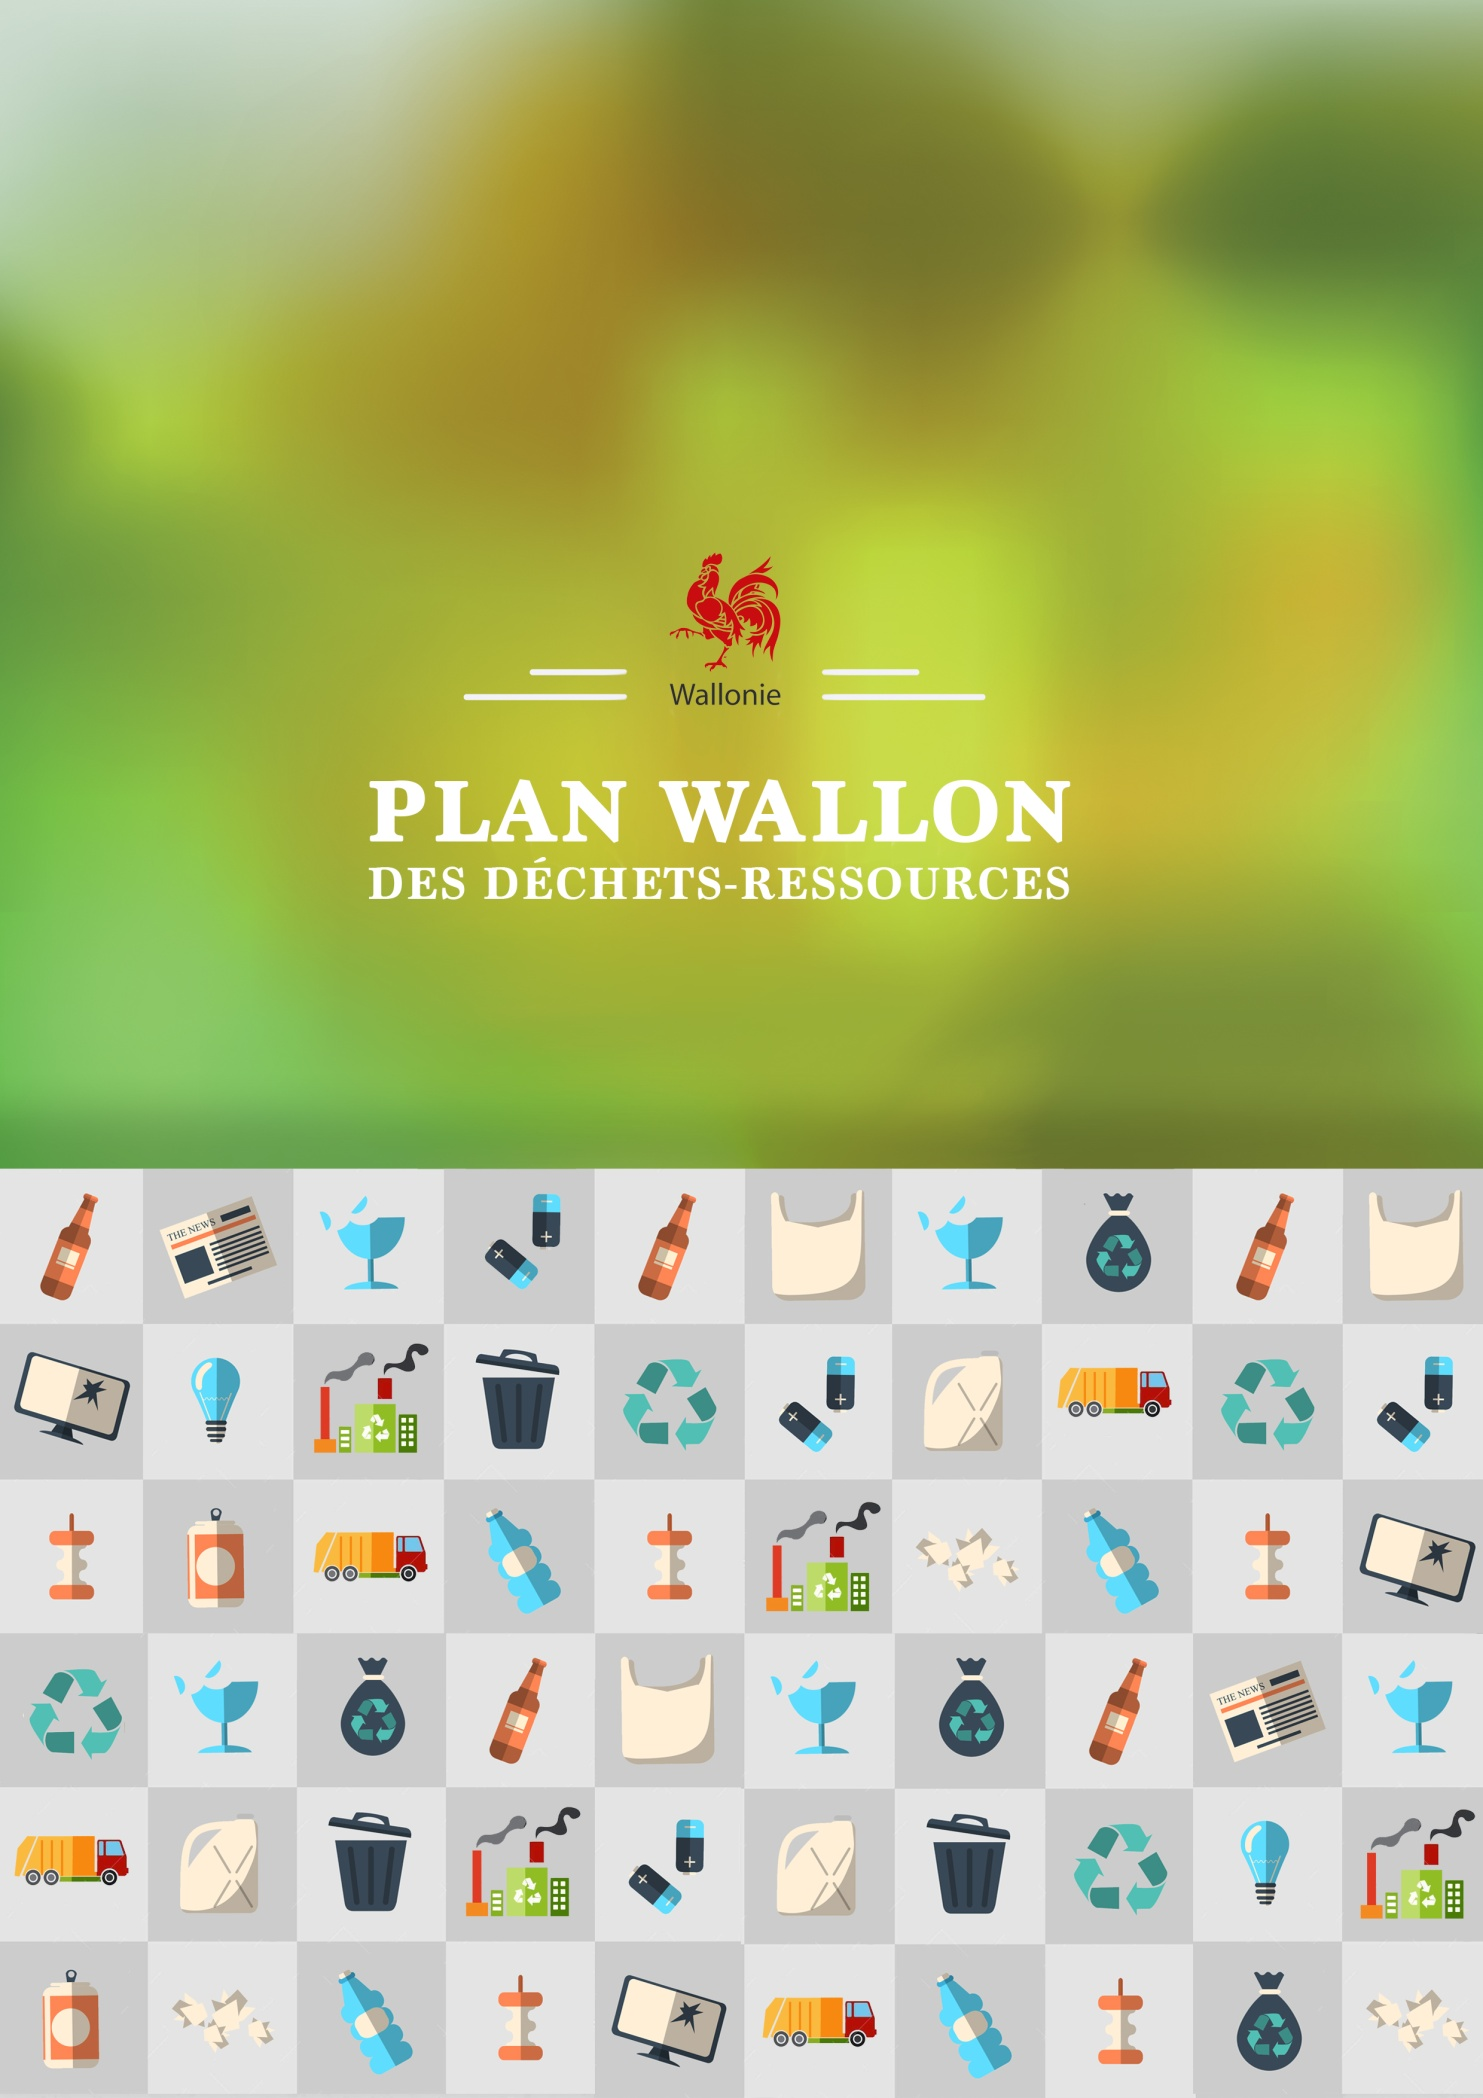 Wallonie
PLAN WALLON
DES DÉCHETS-RESSOURCES
THE NEWS
THE NEWS